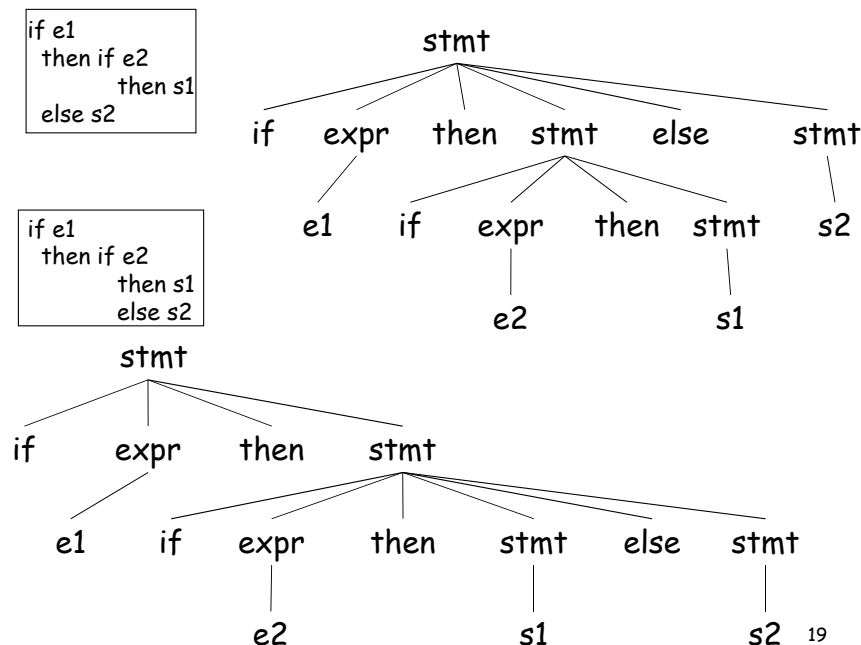 if e1
then if e2
then s1
else s2
stmt
if expr then stmt else stmt
e1 if expr then stmt s2
e2 s1
if e1
then if e2
then s1
else s2
stmt
if expr then stmt
e1 if expr then stmt else stmt
e2 s1 s2
19